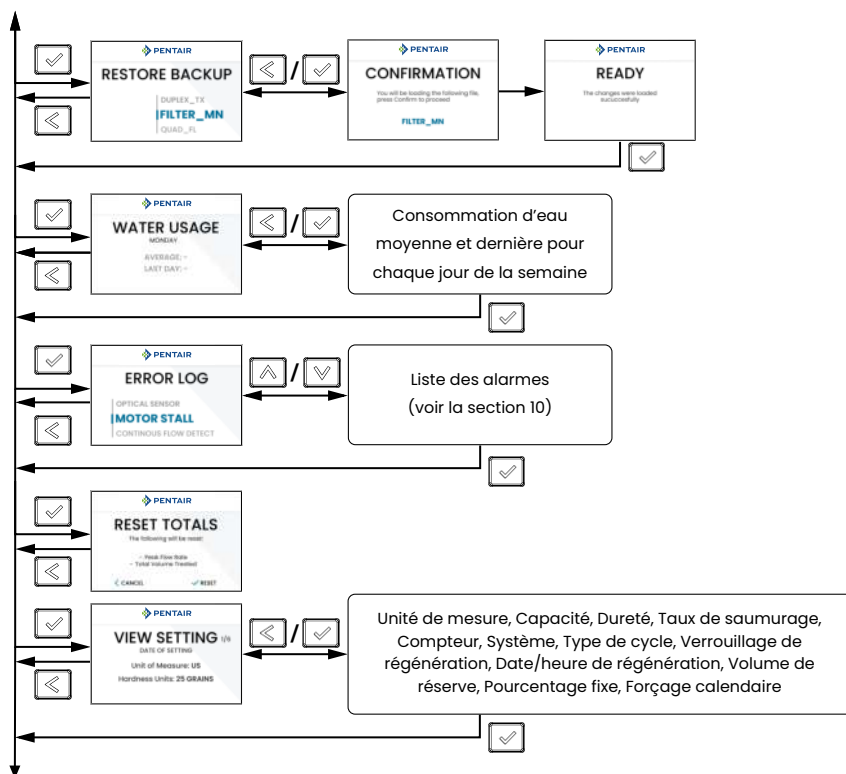 PENTAIR
RESTORE BACKUP
DUPLEX_TX
FILTER_MN
QUAD_FL
/
PENTAIR
CONFIRMATION
You will be loading the following file,
press Confirm to proceed
FILTER_MN
PENTAIR
READY
The changes were loaded
succuccesfully
PENTAIR
WATER USAGE
MONDAY
AVERAGE: -
LAST DAY: -
/
Consommation d'eau
moyenne et dernière pour
chaque jour de la semaine
PENTAIR
ERROR LOG
OPTICAL SENSOR
MOTOR STALL
CONTINOUS FLOW DETECT
/
Liste des alarmes
(voir la section 10)
PENTAIR
RESET TOTALS
The following will be reset:
- Peak Flow Rate
- Total Volume Treated
CANCEL RESET
PENTAIR
VIEW SETTING 1/6
DATE OF SETTING
Unit of Measure: US
Hardness Units: 25 GRAINS
/
Unité de mesure, Capacité, Dureté, Taux de saumurage,
Compteur, Système, Type de cycle, Verrouillage de
régénération, Date/heure de régénération, Volume de
réserve, Pourcentage fixe, Forçage calendaire